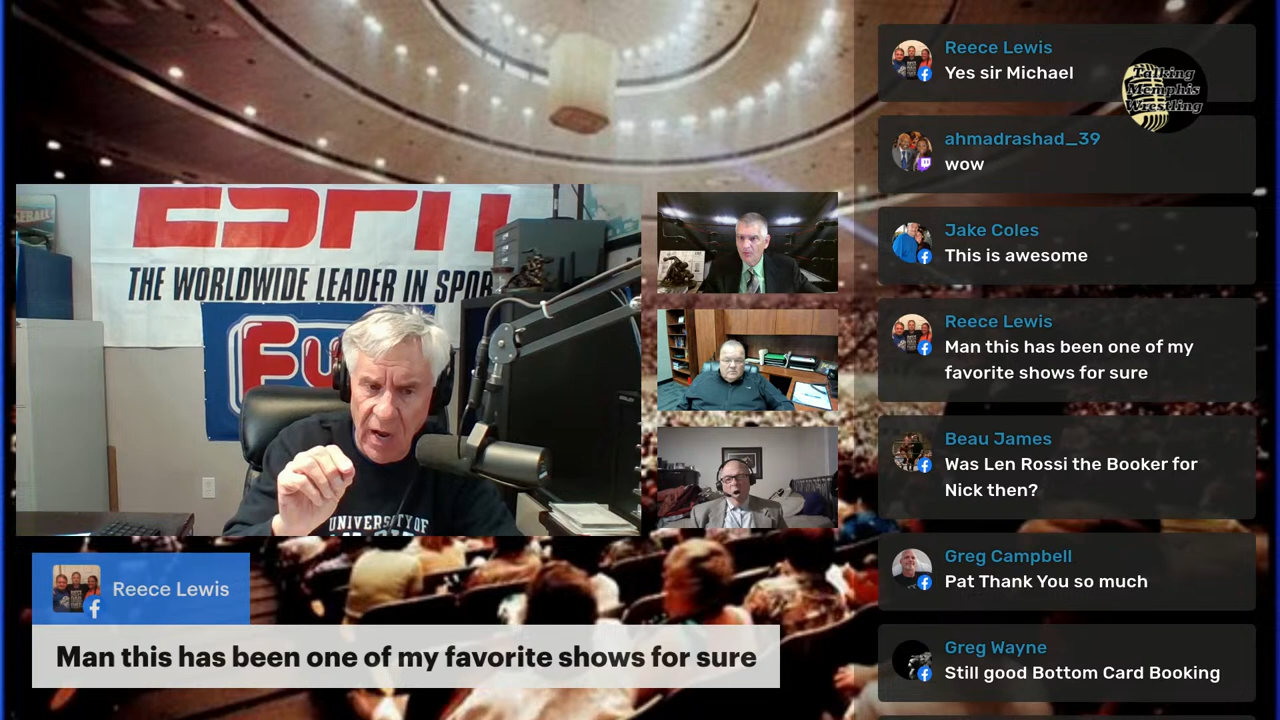 ESPN
THE WORLDWIDE LEADER IN SPOR
UNIVERSITY OF
Reece Lewis
Man this has been one of my favorite shows for sure
Reece Lewis
Yes sir Michael
Talking
Memphis
Wrestling
ahmadrashad_39
wow
Jake Coles
This is awesome
Reece Lewis
Man this has been one of my
favorite shows for sure
Beau James
Was Len Rossi the Booker for
Nick then?
Greg Campbell
Pat Thank You so much
Greg Wayne
Still good Bottom Card Booking